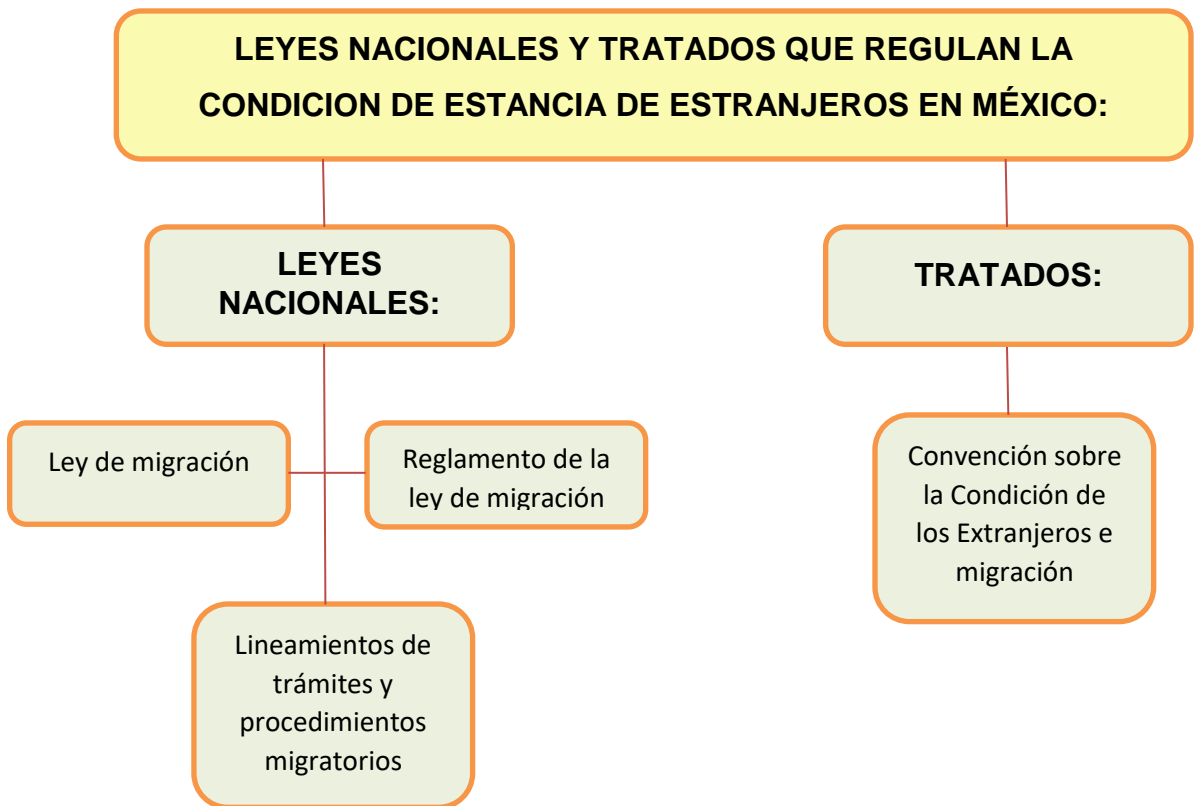 LEYES NACIONALES Y TRATADOS QUE REGULAN LA
CONDICION DE ESTANCIA DE ESTRANJEROS EN MÉXICO:
LEYES
NACIONALES:
TRATADOS:
Ley de migración
Reglamento de la
ley de migración
Convención sobre
la Condición de
los Extranjeros e
migración
Lineamientos de
trámites y
procedimientos
migratorios